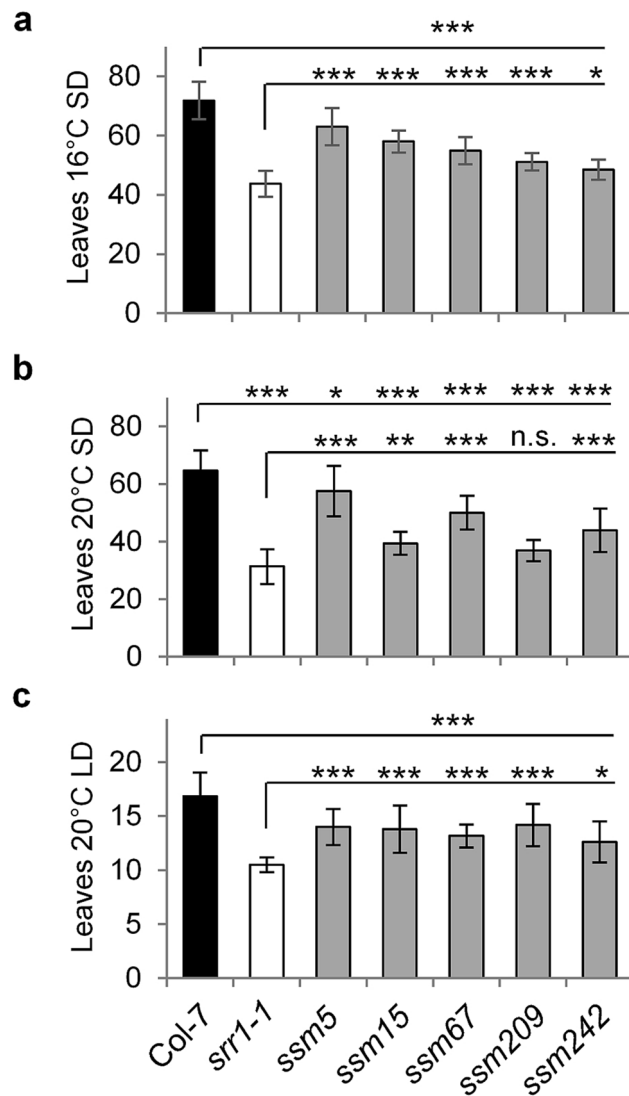 a
***
*** *** *** *** *
Leaves 16°C SD
80
60
40
20
0
b
*** * *** *** *** ***
*** ** *** n.s. ***
Leaves 20°C SD
80
60
40
20
0
c
***
*** *** *** *** *
Leaves 20°C LD
20
15
10
5
0
Col-7 srr1-1 ssm5 ssm15 ssm67 ssm209 ssm242